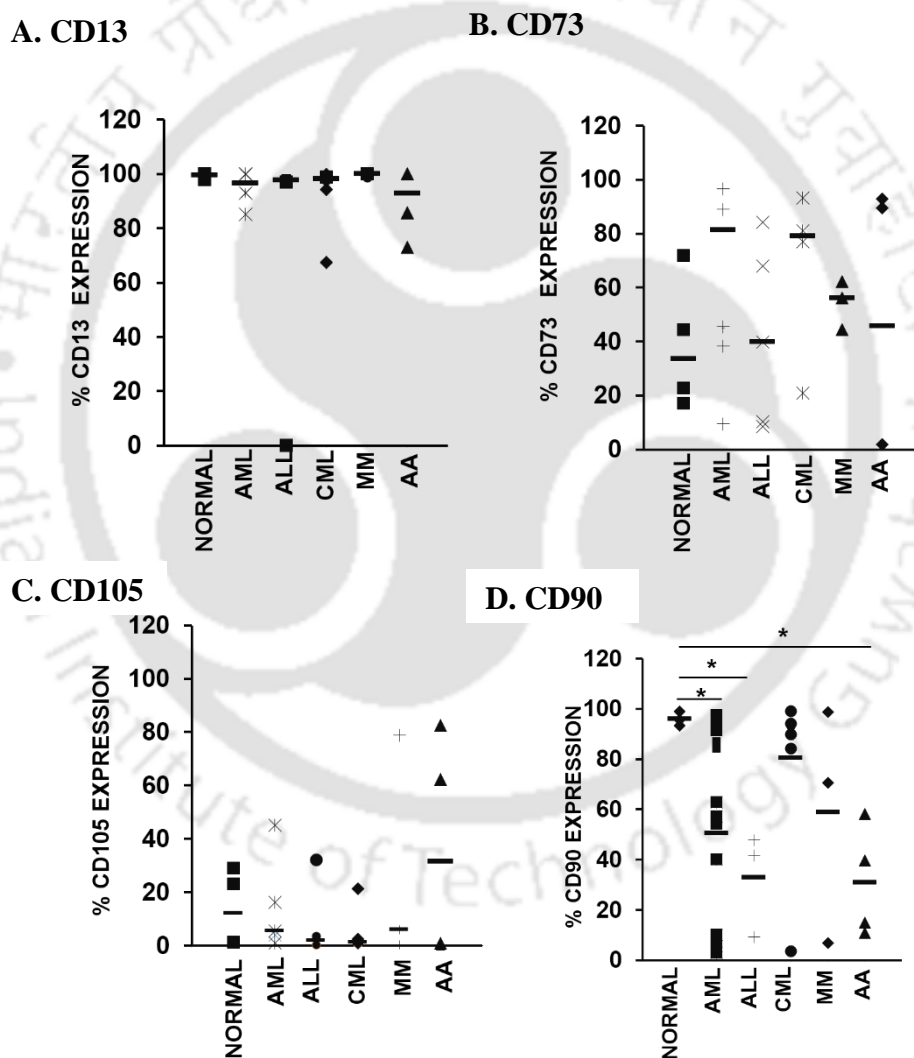 A. CD13
B. CD73
120
100
80
60
40
20
0
% CD13 EXPRESSION
NORMAL
AML
ALL
CML
MM
AA
120
100
80
60
40
20
0
% CD73 EXPRESSION
NORMAL
AML
ALL
CML
MM
AA
C. CD105
D. CD90
120
100
80
60
40
20
0
% CD105 EXPRESSION
NORMAL
AML
ALL
CML
MM
AA
*
*
*
120
100
80
60
40
20
0
% CD90 EXPRESSION
NORMAL
AML
ALL
CML
MM
AA
Institute of Technology